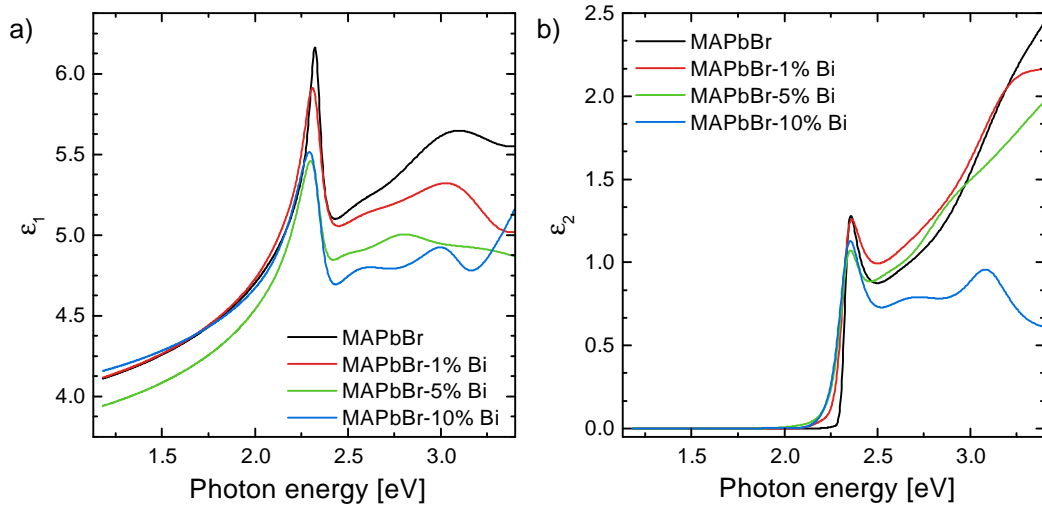 a)
6.0
5.5
5.0
4.5
4.0
ε1
1.5
2.0
2.5
3.0
Photon energy [eV]
MAPbBr
MAPbBr-1% Bi
MAPbBr-5% Bi
MAPbBr-10% Bi
b)
2.5
2.0
1.5
1.0
0.5
0.0
ε2
1.5
2.0
2.5
3.0
Photon energy [eV]
MAPbBr
MAPbBr-1% Bi
MAPbBr-5% Bi
MAPbBr-10% Bi